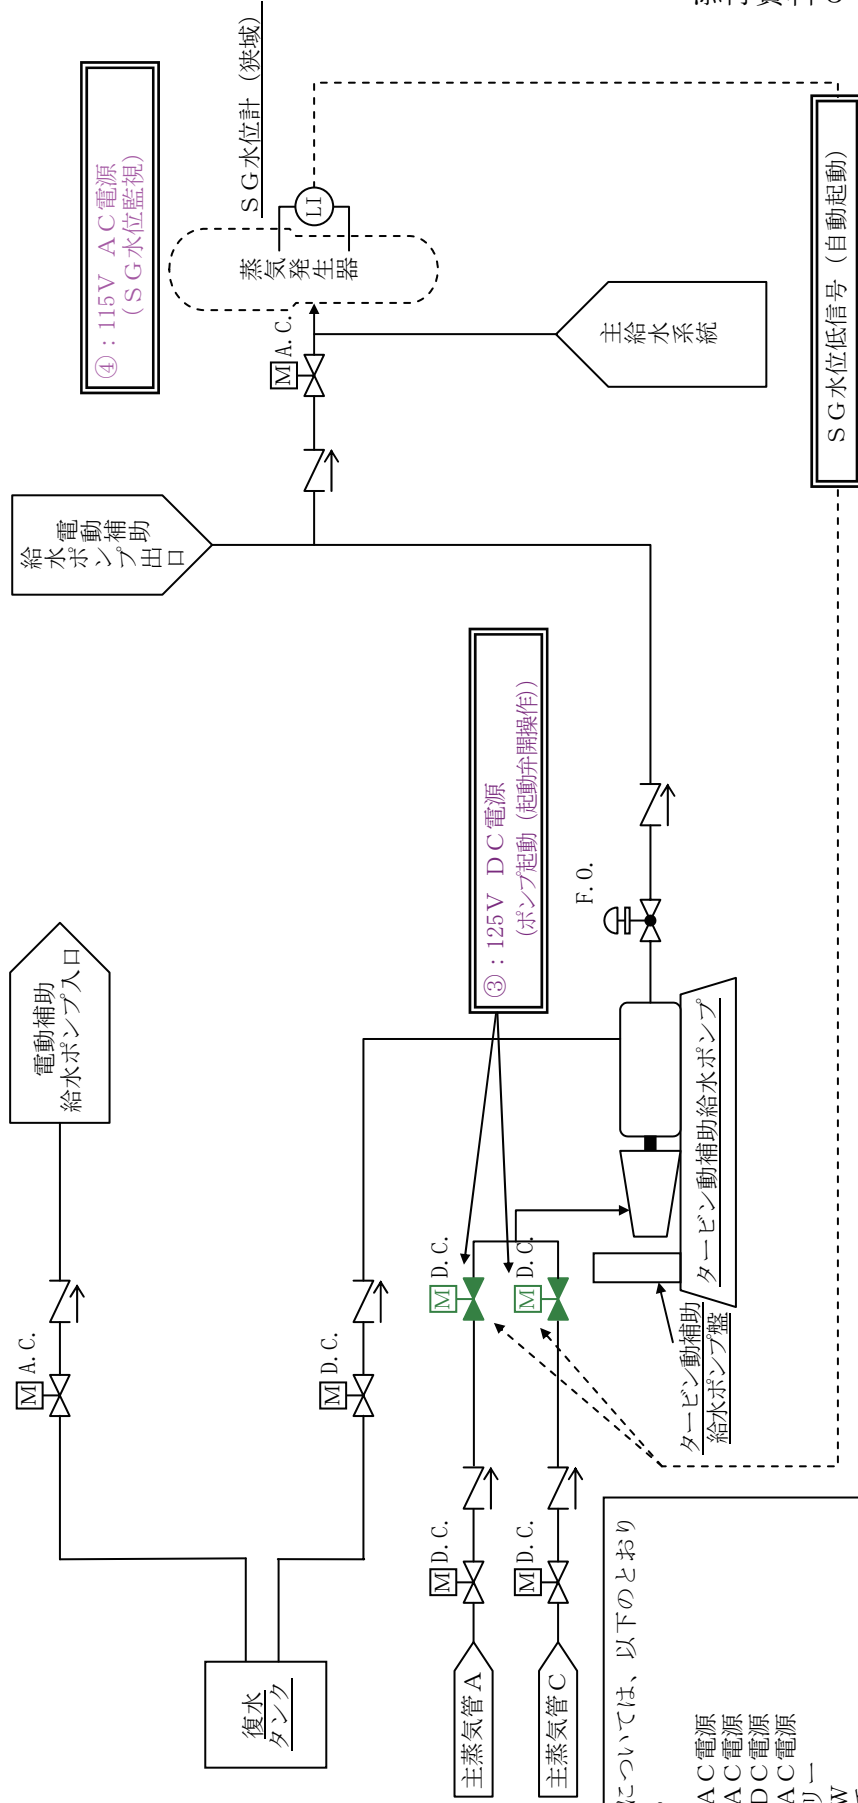 ④：115V AC電源
（SG水位監視）
SG水位計（狭域）
LI
蒸気
発生器
M A.C.
主給水
系統
SG水位低信号（自動起動）
電動補助
給水ポンプ出口
③：125V DC電源
（ポンプ起動（起動弁開操作））
F.O.
電動補助
給水ポンプ入口
M A.C.
M D.C.
M D.C.
M D.C.
M D.C.
M D.C.
タービン動補助給水ポンプ
タービン動補助
給水ポンプ盤
復水
タンク
主蒸気管A
主蒸気管C
については、以下のとおり
AC電源
AC電源
DC電源
AC電源
リー
W